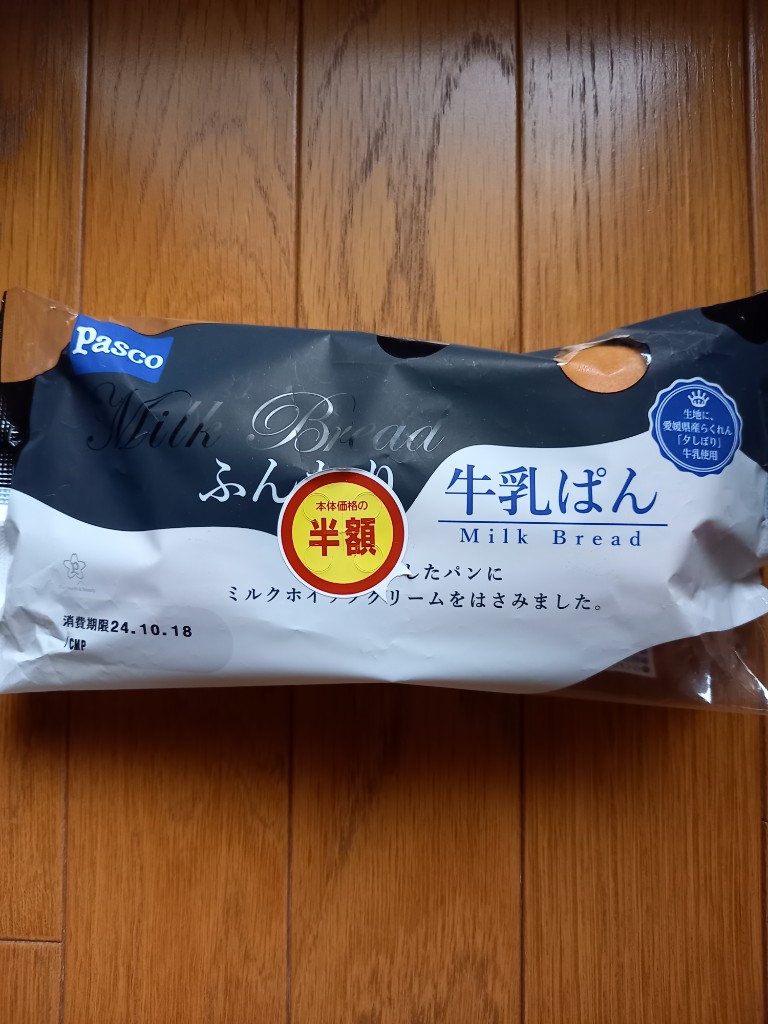 Pasco
Milk Bread
ふん り
牛乳ぱん
Milk Bread
生地に、
愛媛県産らくれん
「夕しぼり」
牛乳使用
本体価格の
半額
したパンに
ミルクホイップクリームをはさみました。
消費期限24.10.18
/CMP